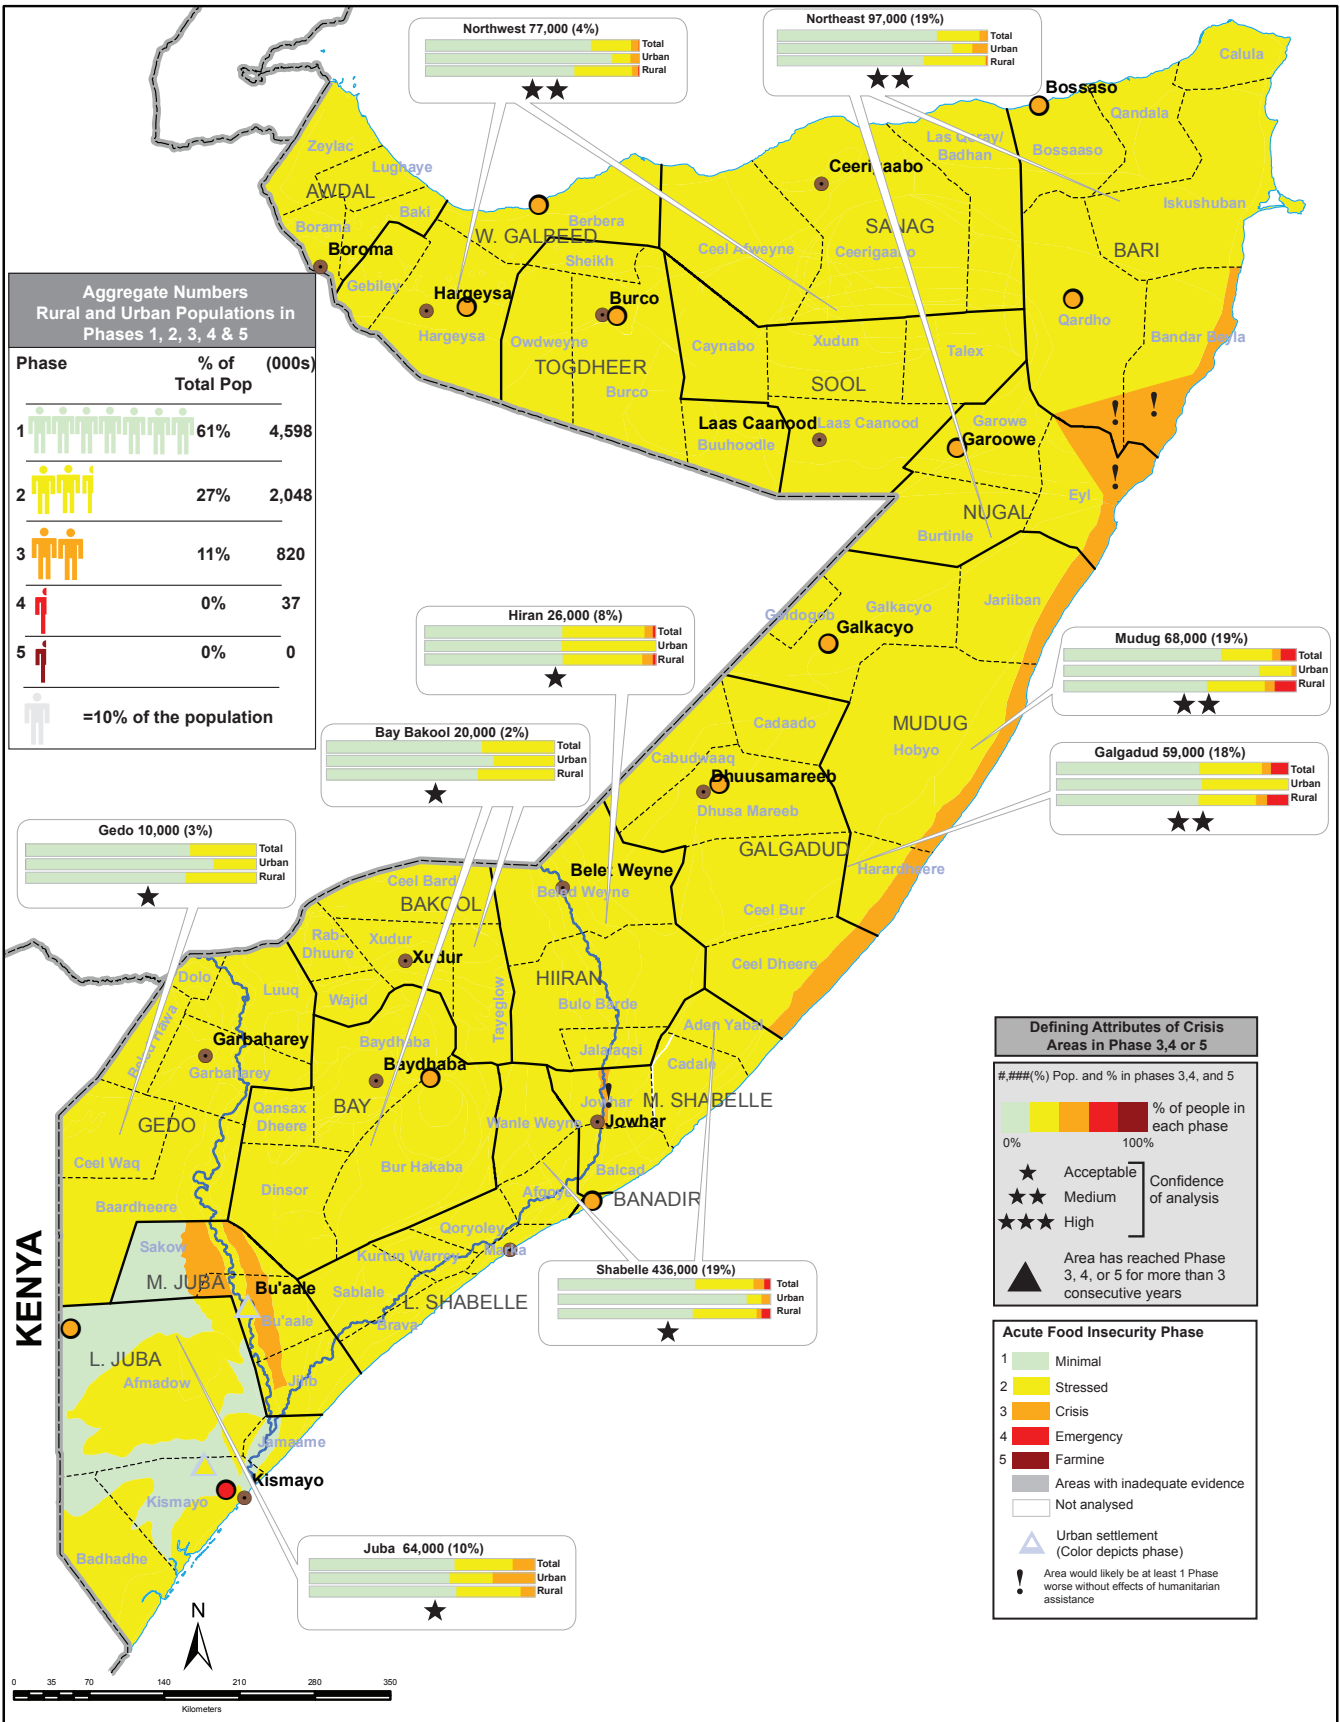 Northwest 77,000 (4%)
Total
Urban
Rural
Northeast 97,000 (19%)
Total
Urban
Rural
Calula
Bossaso
Qandala
Las Qoray/
Badhan
Bossaaso
Zeylac
Lughaye
Ceerigaabo
AWDAL
Iskushuban
Baki
Berbera
SANAG
Borama
W. GALBEED
Ceel Afweyne
Ceerigaabo
BARI
Boroma
Sheikh
Gebiley
Hargeysa
Burco
Qardho
Hargeysa
Owdweyne
Caynabo
Xudun
Talex
Bandar Bayla
TOGDHEER
SOOL
Burco
Laas Caanood
Laas Caanood
Garowe
Buuhoodle
Garoowe
Eyl
NUGAL
Burtinle
Aggregate Numbers
Rural and Urban Populations in
Phases 1, 2, 3, 4 & 5
Phase % of (000s)
Total Pop
1 61% 4,598
2 27% 2,048
3 11% 820
4 0% 37
5 0% 0
=10% of the population
Hiran 26,000 (8%)
Total
Urban
Rural
Galdogob
Galkacyo
Jariiban
Galkacyo
Mudug 68,000 (19%)
Total
Urban
Rural
Cadaado
MUDUG
Hobyo
Bay Bakool 20,000 (2%)
Total
Urban
Rural
Cabudwaaq
Dhuusamareeb
Dhusa Mareeb
Galgadud 59,000 (18%)
Total
Urban
Rural
Gedo 10,000 (3%)
Total
Urban
Rural
GALGADUD
Harardheere
Belet Weyne
Beled Weyne
Ceel Bard
BAKOOL
Ceel Bur
Rab-
Dhuure
Xudur
Xudur
Ceel Dheere
Dolo
HIIRAN
Luuq
Wajid
Tayeglow
Bulo Barde
Beled Hawa
Aden Yabal
Garbaharey
Baydhaba
Jalalaqsi
Garbaharey
Baydhaba
Cadale
Qansax
Dheere
BAY
Jowhar
M. SHABELLE
GEDO
Wanle Weyne
Jowhar
Ceel Waq
Bur Hakaba
Balcad
Dinsor
Afgoye
BANADIR
Baardheere
Qoryoley
Sakow
Kurtun Warrey
Marka
M. JUBA
Bu'aale
Sablale
L. SHABELLE
Bu'aale
Brava
KENYA
L. JUBA
Afmadow
Jilib
Shabelle 436,000 (19%)
Total
Urban
Rural
Jamaame
Kismayo
Kismayo
Badhadhe
Juba 64,000 (10%)
Total
Urban
Rural
Defining Attributes of Crisis
Areas in Phase 3,4 or 5
#,###(%) Pop. and % in phases 3,4, and 5
% of people in
each phase
0% 100%
Acceptable
Medium
High
Confidence
of analysis
Area has reached Phase
3, 4, or 5 for more than 3
consecutive years
Acute Food Insecurity Phase
1 Minimal
2 Stressed
3 Crisis
4 Emergency
5 Farmine
Areas with inadequate evidence
Not analysed
Urban settlement
(Color depicts phase)
! Area would likely be at least 1 Phase
worse without effects of humanitarian
assistance
N
0 35 70 140 210 280 350
Kilometers